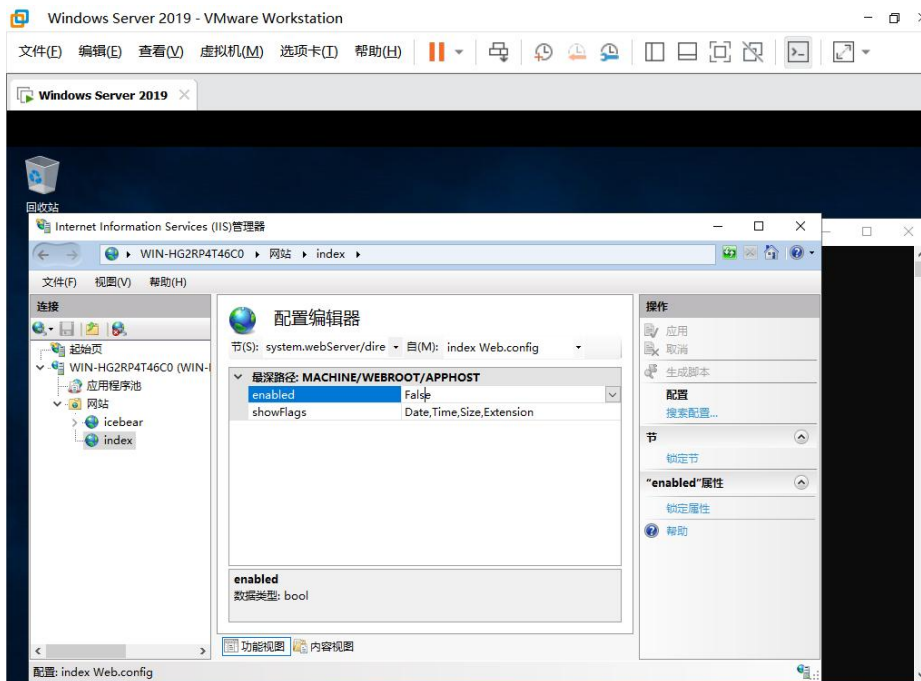 Windows Server 2019 - VMware Workstation
文件(F) 编辑(E) 查看(V) 虚拟机(M) 选项卡(T) 帮助(H)
Windows Server 2019
回收站
Internet Information Services (IIS)管理器
WIN-HG2RP4T46C0 网站 index
文件(F) 视图(V) 帮助(H)
连接
起始页
WIN-HG2RP4T46C0 (WIN-
应用程序池
网站
icebear
index
配置编辑器
节(S): system.webServer/dire 自(M): index Web.config
最深路径: MACHINE/WEBROOT/APPHOST
enabled False
showFlags Date,Time,Size,Extension
enabled
数据类型: bool
功能视图 内容视图
操作
应用
取消
生成脚本
配置
搜索配置...
节
锁定节
“enabled”属性
锁定属性
帮助
配置: index Web.config